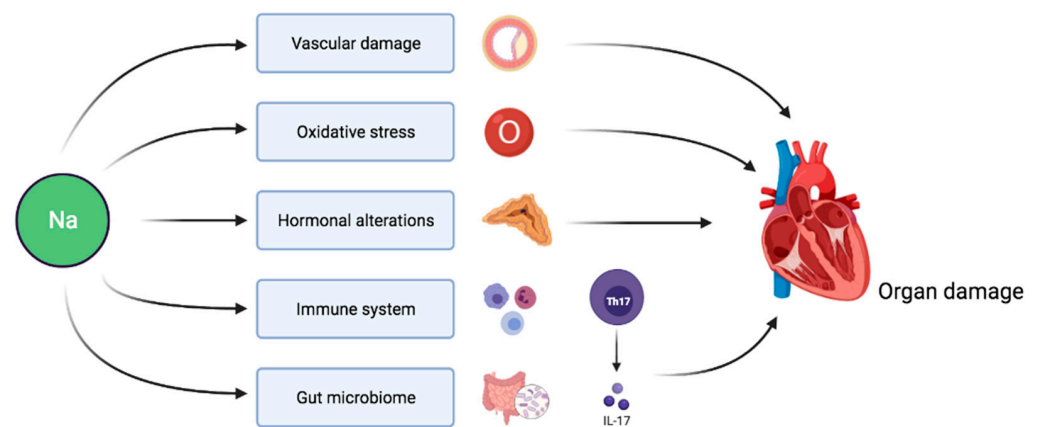 Na
Vascular damage
Oxidative stress
O
Hormonal alterations
Immune system
Gut microbiome
Th17
IL-17
Organ damage